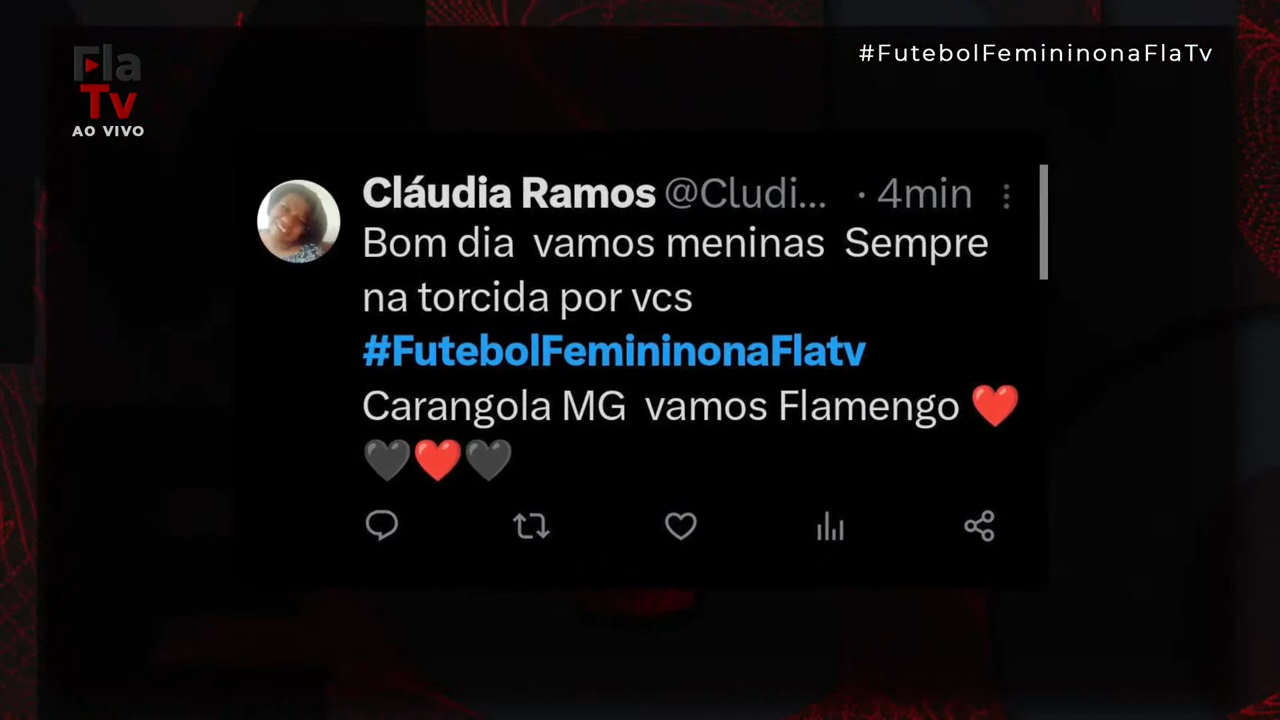 Fla
Tv
AO VIVO
#FutebolFemininonaFlaTv
Cláudia Ramos @Cludi... · 4min
Bom dia vamos meninas Sempre
na torcida por vcs
#FutebolFemininonaFlatv
Carangola MG vamos Flamengo ❤️
🖤❤️🖤